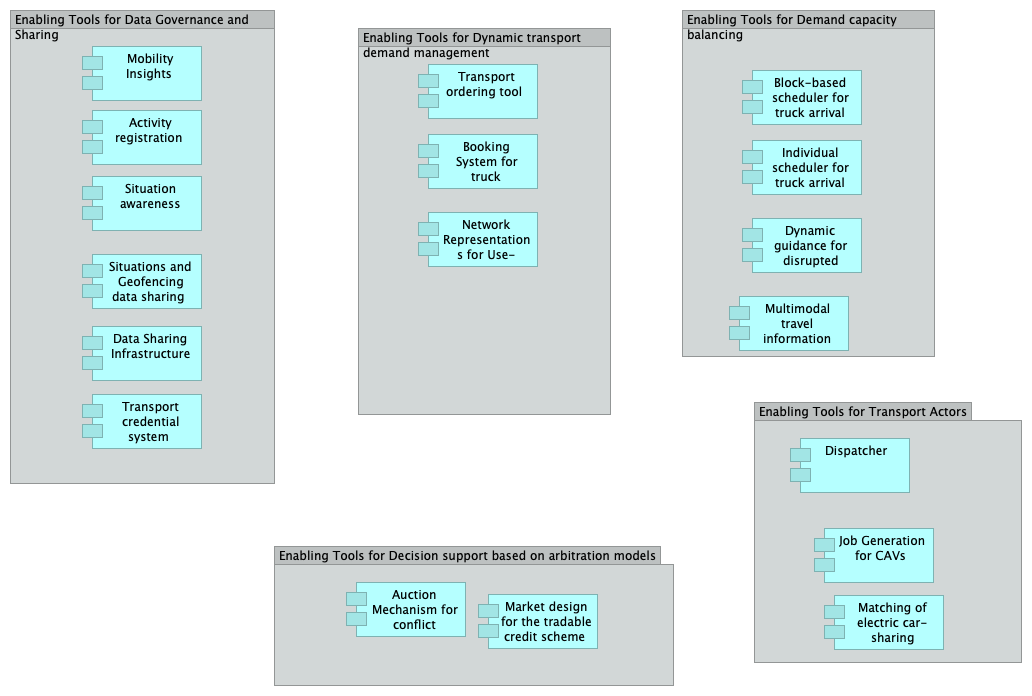 Enabling Tools for Data Governance and
Sharing
Mobility
Insights
Activity
registration
Situation
awareness
Situations and
Geofencing
data sharing
Data Sharing
Infrastructure
Transport
credential
system
Enabling Tools for Dynamic transport
demand management
Transport
ordering tool
Booking
System for
truck
Network
Representation
s for Use-
Enabling Tools for Demand capacity
balancing
Block-based
scheduler for
truck arrival
Individual
scheduler for
truck arrival
Dynamic
guidance for
disrupted
Multimodal
travel
information
Enabling Tools for Transport Actors
Dispatcher
Job Generation
for CAVs
Matching of
electric car-
sharing
Enabling Tools for Decision support based on arbitration models
Auction
Mechanism for
conflict
Market design
for the tradable
credit scheme